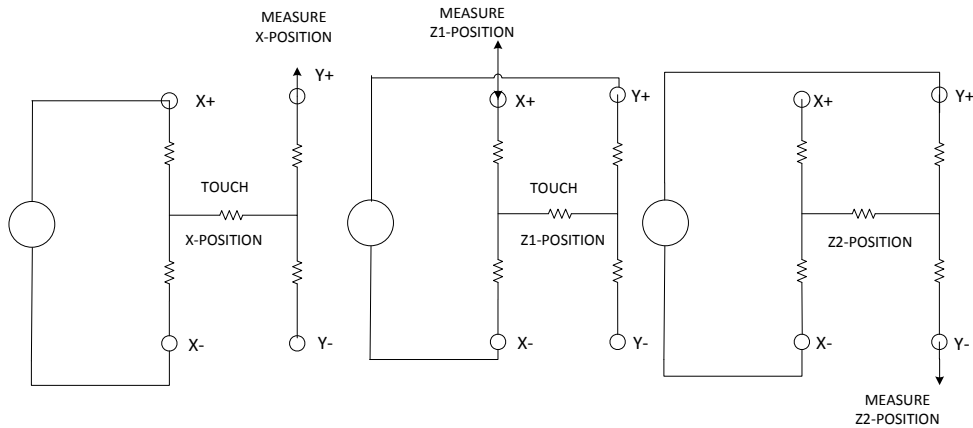 MEASURE
X-POSITION
Y+
X+
TOUCH
X-POSITION
X-
Y-
MEASURE
Z1-POSITION
X+
Y+
TOUCH
Z1-POSITION
X-
Y-
X+
Y+
Z2-POSITION
X-
Y-
MEASURE
Z2-POSITION